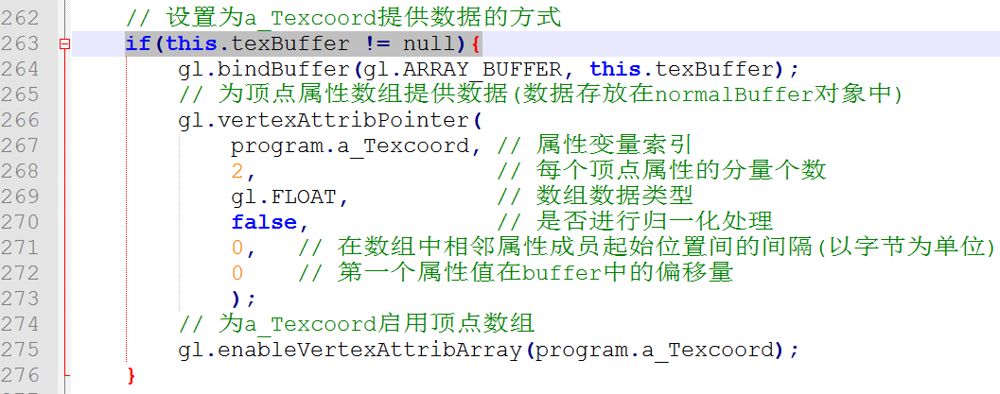 262 // 设置为a_Texcoord提供数据的方式
263 if(this.texBuffer != null){
264 gl.bindBuffer(gl.ARRAY_BUFFER, this.texBuffer);
265 // 为顶点属性数组提供数据(数据存放在normalBuffer对象中)
266 gl.vertexAttribPointer(
267 program.a_Texcoord, // 属性变量索引
268 2, // 每个顶点属性的分量个数
269 gl.FLOAT, // 数组数据类型
270 false, // 是否进行归一化处理
271 0, // 在数组中相邻属性成员起始位置间的间隔(以字节为单位)
272 0 // 第一个属性值在buffer中的偏移量
273 );
274 // 为a_Texcoord启用顶点数组
275 gl.enableVertexAttribArray(program.a_Texcoord);
276 }